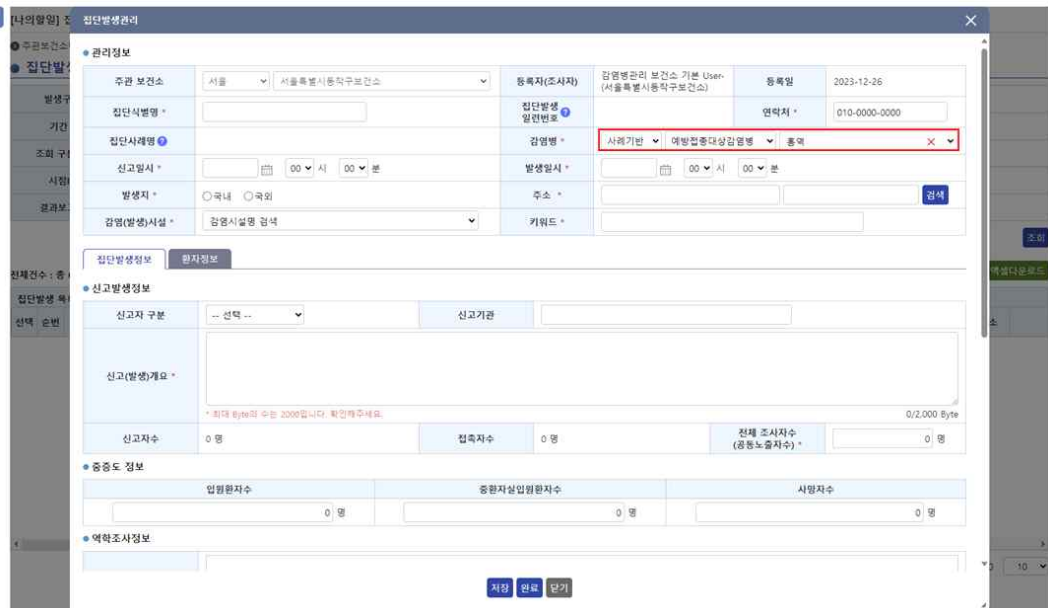 [나의할일] 집
집단발생관리
주관보건소
집단발생
발생구
기간
조회 구분
시점
결과보
조회
전체건수 : 총
엑셀다운로드
집단발생 목
선택 순번
소
10
관리정보
주관 보건소 서울 서울특별시동작구보건소 등록자(조사자) 감염병관리 보건소 기본 User-
(서울특별시동작구보건소) 등록일 2023-12-26
집단식별명 * 집단발생
일련번호 연락처 * 010-0000-0000
집단사례명 감염병 * 사례기반 예방접종대상감염병 홍역
신고일시 * 00 시 00 분 발생일시 * 00 시 00 분
발생지 * 국내 국외 주소 * 검색
감염(발생)시설 * 감염시설명 검색 키워드 *
집단발생정보 환자정보
신고발생정보
신고자 구분 -- 선택 -- 신고기관
신고(발생)개요 *
* 최대 Byte의 수는 2000입니다. 확인해주세요. 0/2,000 Byte
신고자수 0 명 접촉자수 0 명 전체 조사자수
(공동노출자수) * 0 명
중증도 정보
입원환자수 중환자실입원환자수 사망자수
0 명 0 명 0 명
역학조사정보
저장 완료 닫기